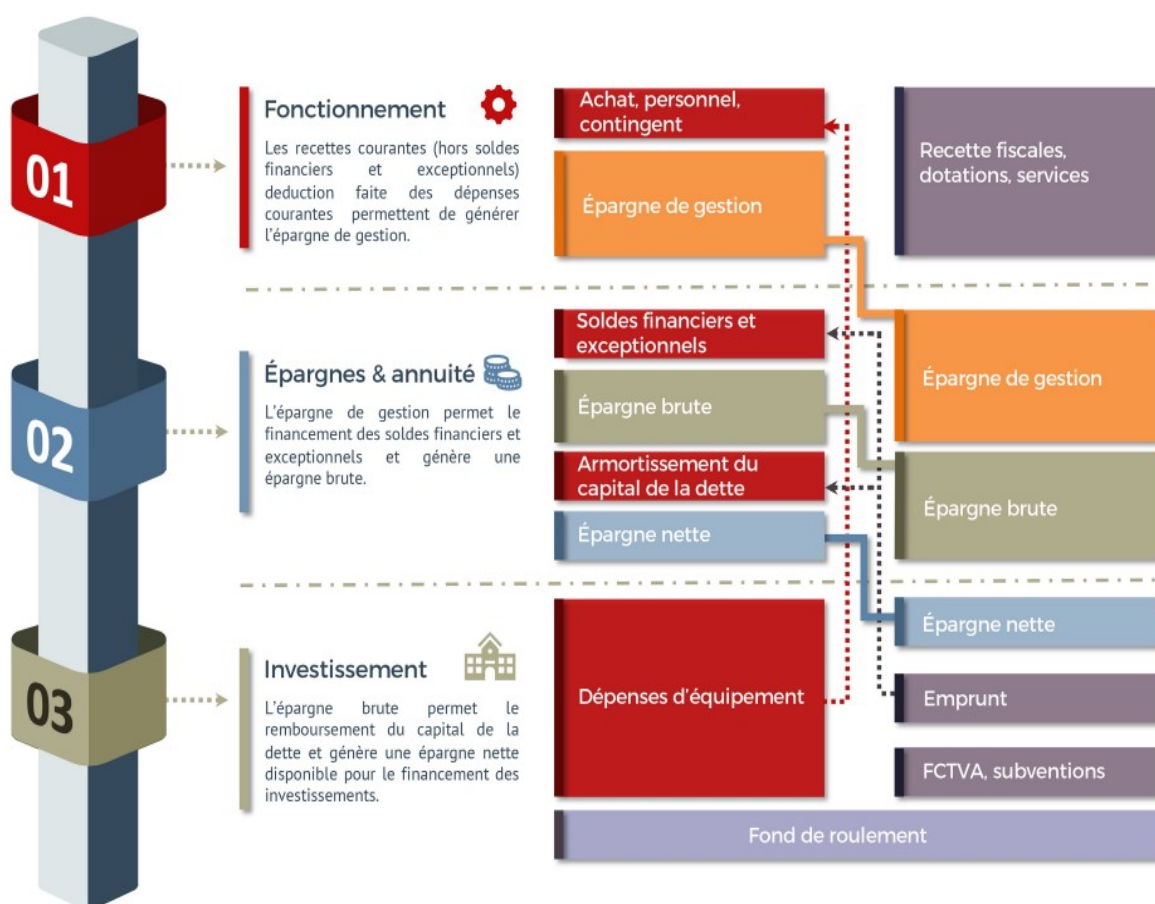 01
Fonctionnement
Les recettes courantes (hors soldes
financiers et exceptionnels)
deduction faite des dépenses
courantes permettent de générer
l'épargne de gestion.
Achat, personnel,
contingent
Épargne de gestion
Recette fiscales,
dotations, services
02
Épargnes & annuité
L'épargne de gestion permet le
financement des soldes financiers et
exceptionnels et génère une
épargne brute.
Soldes financiers et
exceptionnels
Épargne brute
Armortissement du
capital de la dette
Épargne nette
Épargne de gestion
Épargne brute
03
Investissement
L'épargne brute permet le
remboursement du capital de la
dette et génère une épargne nette
disponible pour le financement des
investissements.
Dépenses d'équipement
Épargne nette
Emprunt
FCTVA, subventions
Fond de roulement